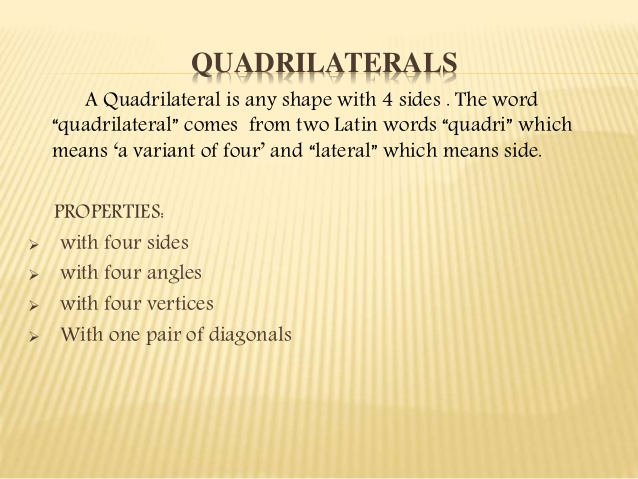 QUADRILATERALS
A Quadrilateral is any shape with 4 sides . The word
“quadrilateral” comes from two Latin words “quadri” which
means ‘a variant of four’ and “lateral” which means side.
PROPERTIES:
with four sides
with four angles
with four vertices
With one pair of diagonals